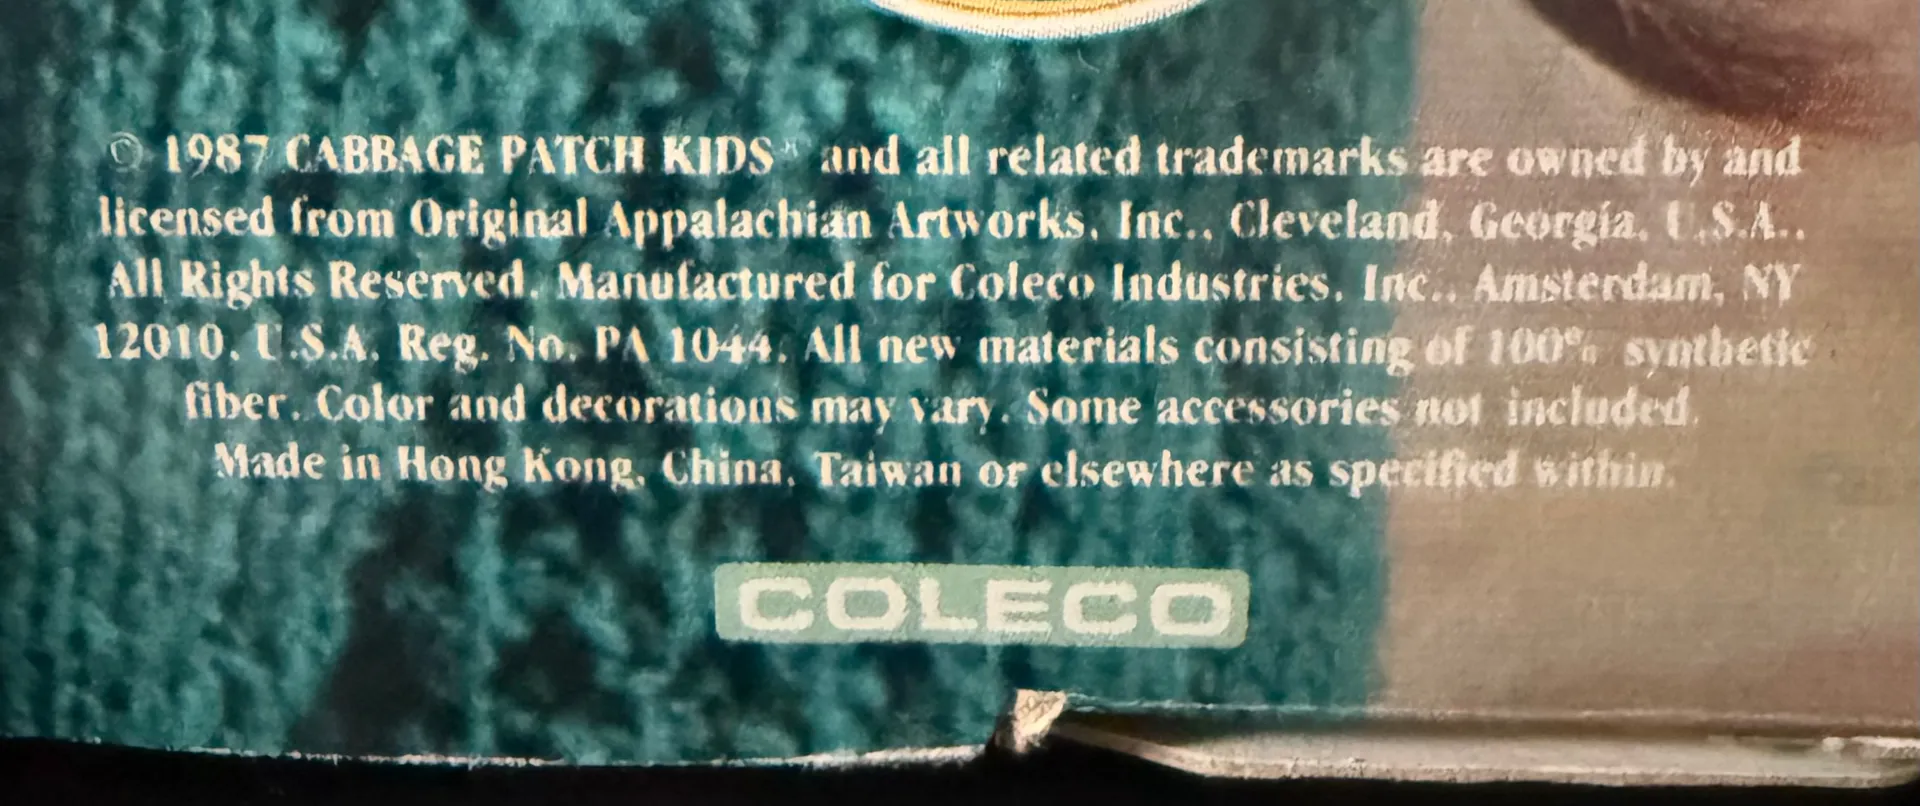 © 1987 CABBAGE PATCH KIDS™ and all related trademarks are owned by and
licensed from Original Appalachian Artworks, Inc., Cleveland, Georgia, U.S.A.,
All Rights Reserved. Manufactured for Coleco Industries, Inc., Amsterdam, NY
12010, U.S.A. Reg. No. PA 1044. All new materials consisting of 100% synthetic
fiber. Color and decorations may vary. Some accessories not included.
Made in Hong Kong, China, Taiwan or elsewhere as specified within.
COLECO